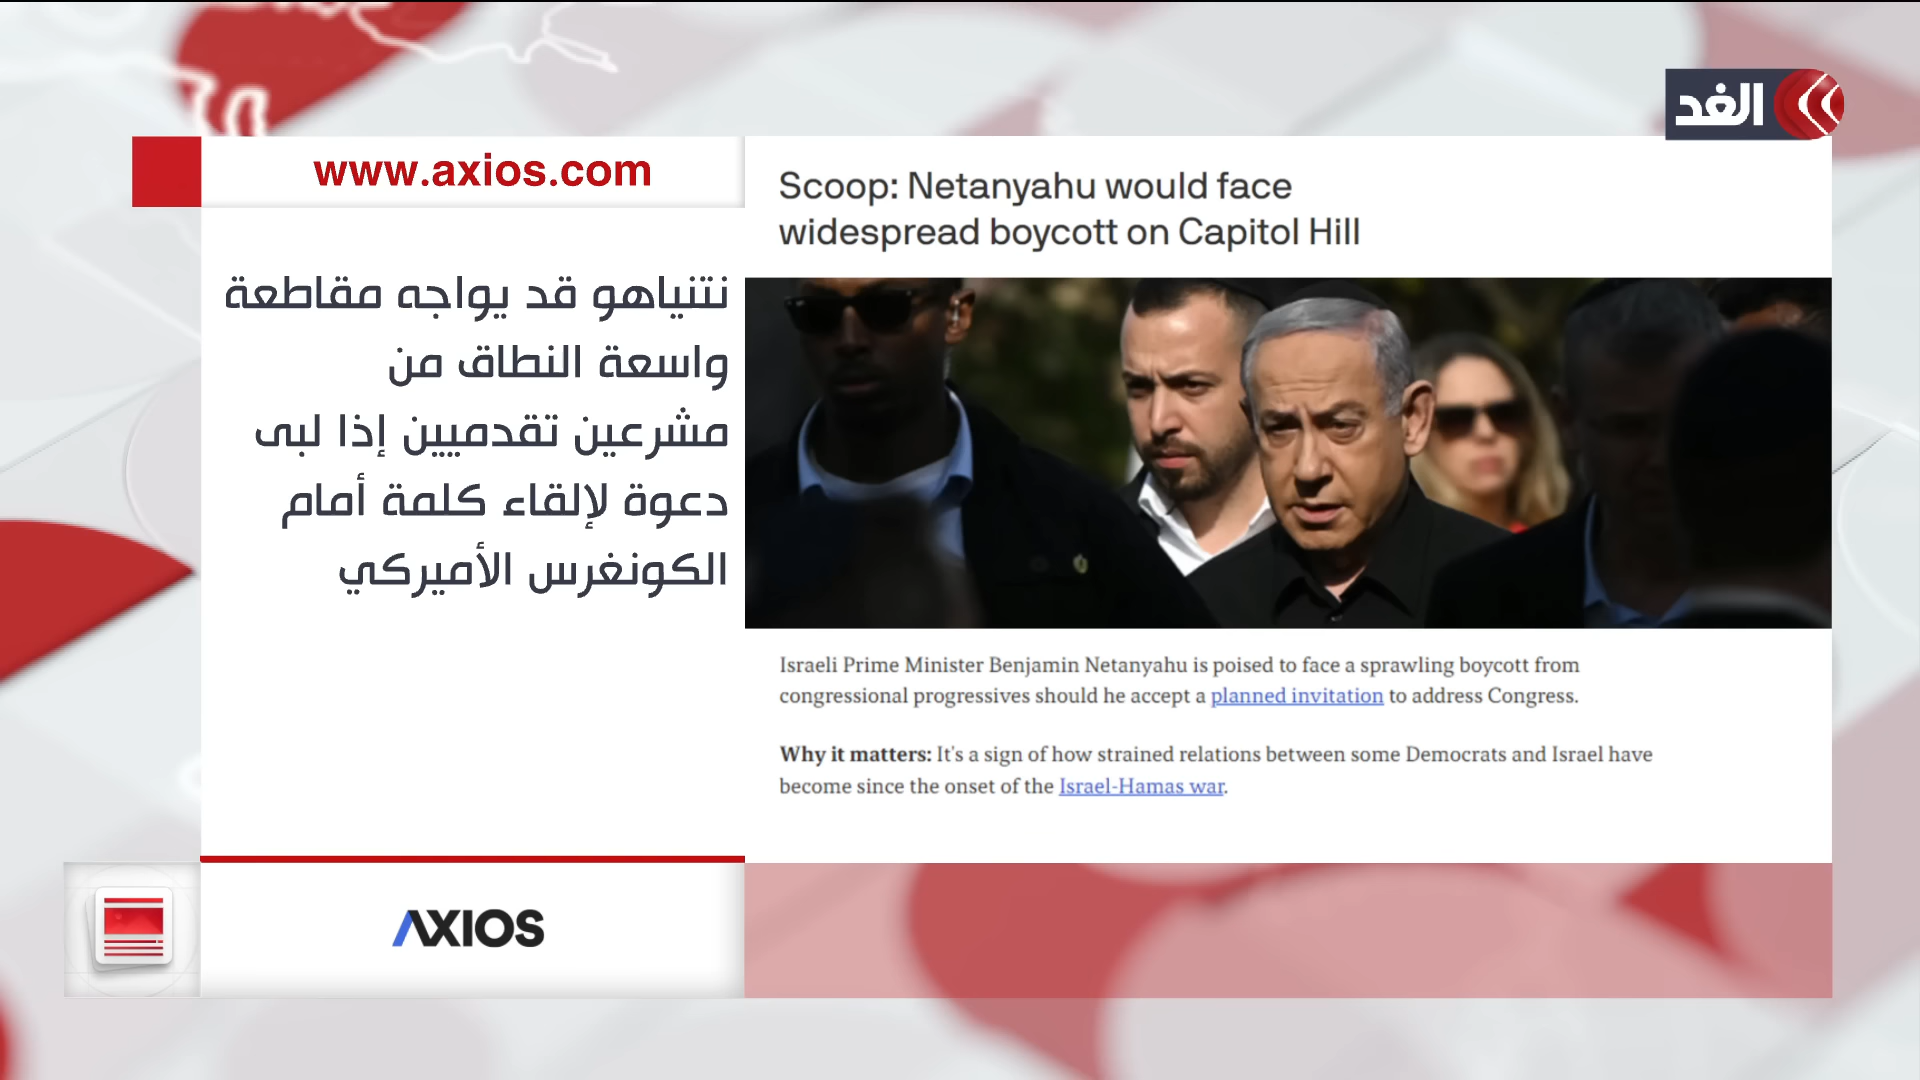 الغد
www.axios.com
نتنياهو قد يواجه مقاطعة
واسعة النطاق من
مشرعين تقدميين إذا لبى
دعوة لإلقاء كلمة أمام
الكونغرس الأميركي
Scoop: Netanyahu would face
widespread boycott on Capitol Hill
Israeli Prime Minister Benjamin Netanyahu is poised to face a sprawling boycott from
congressional progressives should he accept a planned invitation to address Congress.
Why it matters: It's a sign of how strained relations between some Democrats and Israel have
become since the onset of the Israel-Hamas war.
AXIOS